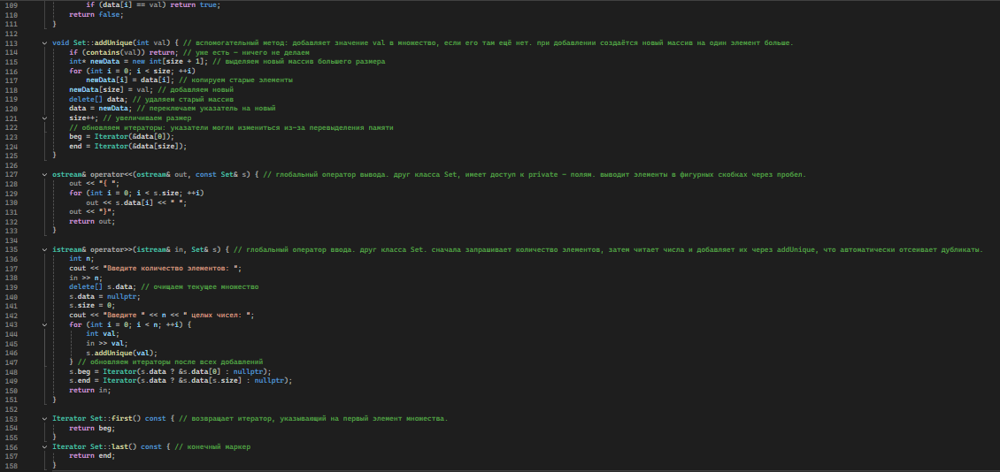 109 if (data[i] == val) return true;
110 return false;
111 }
112
113 void Set::addUnique(int val) { // вспомогательный метод: добавляет значение val в множество, если его там ещё нет. при добавлении создаётся новый массив на один элемент больше.
114 if (contains(val)) return; // уже есть - ничего не делаем
115 int* newData = new int[size + 1]; // выделяем новый массив большего размера
116 for (int i = 0; i < size; ++i)
117 newData[i] = data[i]; // копируем старые элементы
118 newData[size] = val; // добавляем новый
119 delete[] data; // удаляем старый массив
120 data = newData; // переключаем указатель на новый
121 size++; // увеличиваем размер
122 // обновляем итераторы: указатели могли измениться из-за перевыделения памяти
123 beg = Iterator(&data[0]);
124 end = Iterator(&data[size]);
125 }
126
127 ostream& operator<<(ostream& out, const Set& s) { // глобальный оператор вывода. друг класса Set, имеет доступ к private - полям. выводит элементы в фигурных скобках через пробел.
128 out << "{ ";
129 for (int i = 0; i < s.size; ++i)
130 out << s.data[i] << " ";
131 out << "}";
132 return out;
133 }
134
135 istream& operator>>(istream& in, Set& s) { // глобальный оператор ввода. друг класса Set. сначала запрашивает количество элементов, затем читает числа и добавляет их через addUnique, что автоматически отсеивает дубликаты.
136 int n;
137 cout << "Введите количество элементов: ";
138 in >> n;
139 delete[] s.data; // очищаем текущее множество
140 s.data = nullptr;
141 s.size = 0;
142 cout << "Введите " << n << " целых чисел: ";
143 for (int i = 0; i < n; ++i) {
144 int val;
145 in >> val;
146 s.addUnique(val);
147 } // обновляем итераторы после всех добавлений
148 s.beg = Iterator(s.data ? &s.data[0] : nullptr);
149 s.end = Iterator(s.data ? &s.data[s.size] : nullptr);
150 return in;
151 }
152
153 Iterator Set::first() const { // возвращает итератор, указывающий на первый элемент множества.
154 return beg;
155 }
156 Iterator Set::last() const { // конечный маркер
157 return end;
158 }